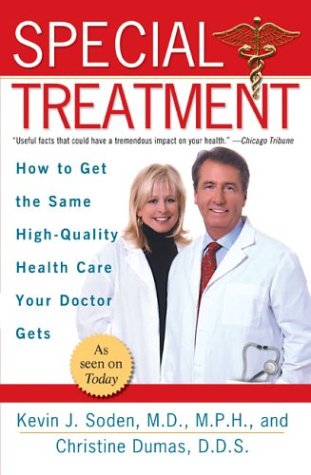 SPECIAL
TREATMENT
"Useful facts that could have a tremendous impact on your health." —Chicago Tribune
How to Get
the Same
High-Quality
Health Care
Your Doctor
Gets
As
seen on
Today
Kevin J. Soden, M.D., M.P.H., and
Christine Dumas, D.D.S.